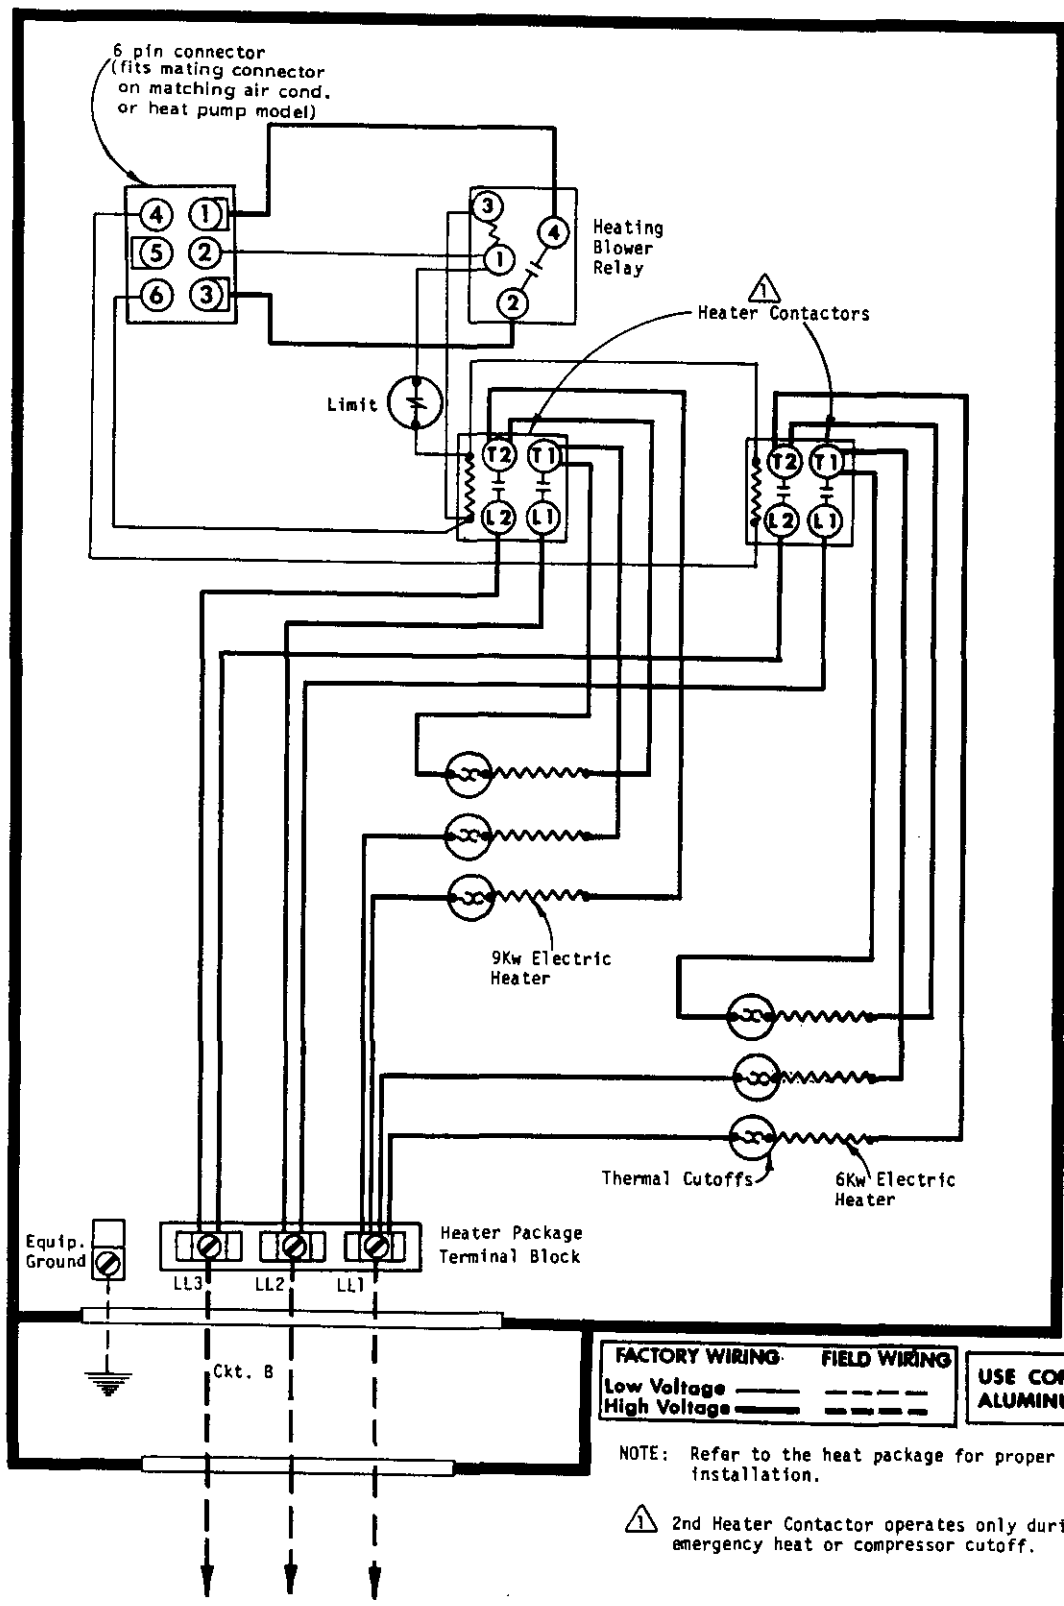 6 pin connector
(fits mating connector
on matching air cond.
or heat pump model)
4 1
5 2
6 3
3
4
1
2
Heating
Blower
Relay
1
Heater Contactors
Limit
T2 T1
L2 L1
T2 T1
L2 L1
9Kw Electric
Heater
Thermal Cutoffs
6Kw Electric
Heater
Equip.
Ground
Heater Package
Terminal Block
LL3 LL2 LL1
Ckt. B
FACTORY WIRING FIELD WIRING
Low Voltage
High Voltage
USE
NOTE: Refer to the heat package for proper
installation.
1 2nd Heater Contactor operates only
emergency heat or compressor cutoff.